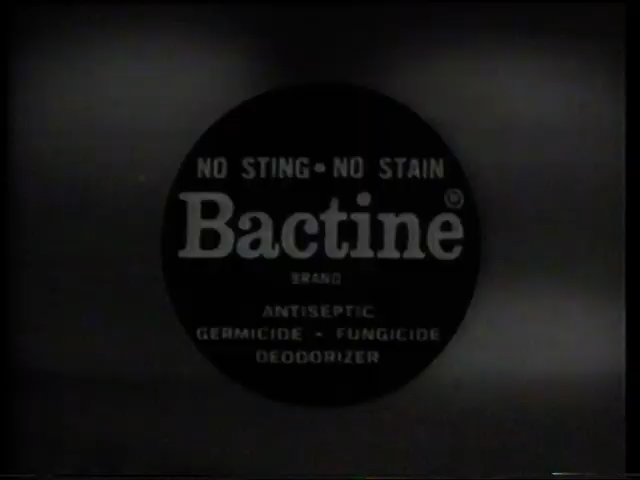 NO STING • NO STAIN
Bactine®
BRAND
ANTISEPTIC
GERMICIDE - FUNGICIDE
DEODORIZER